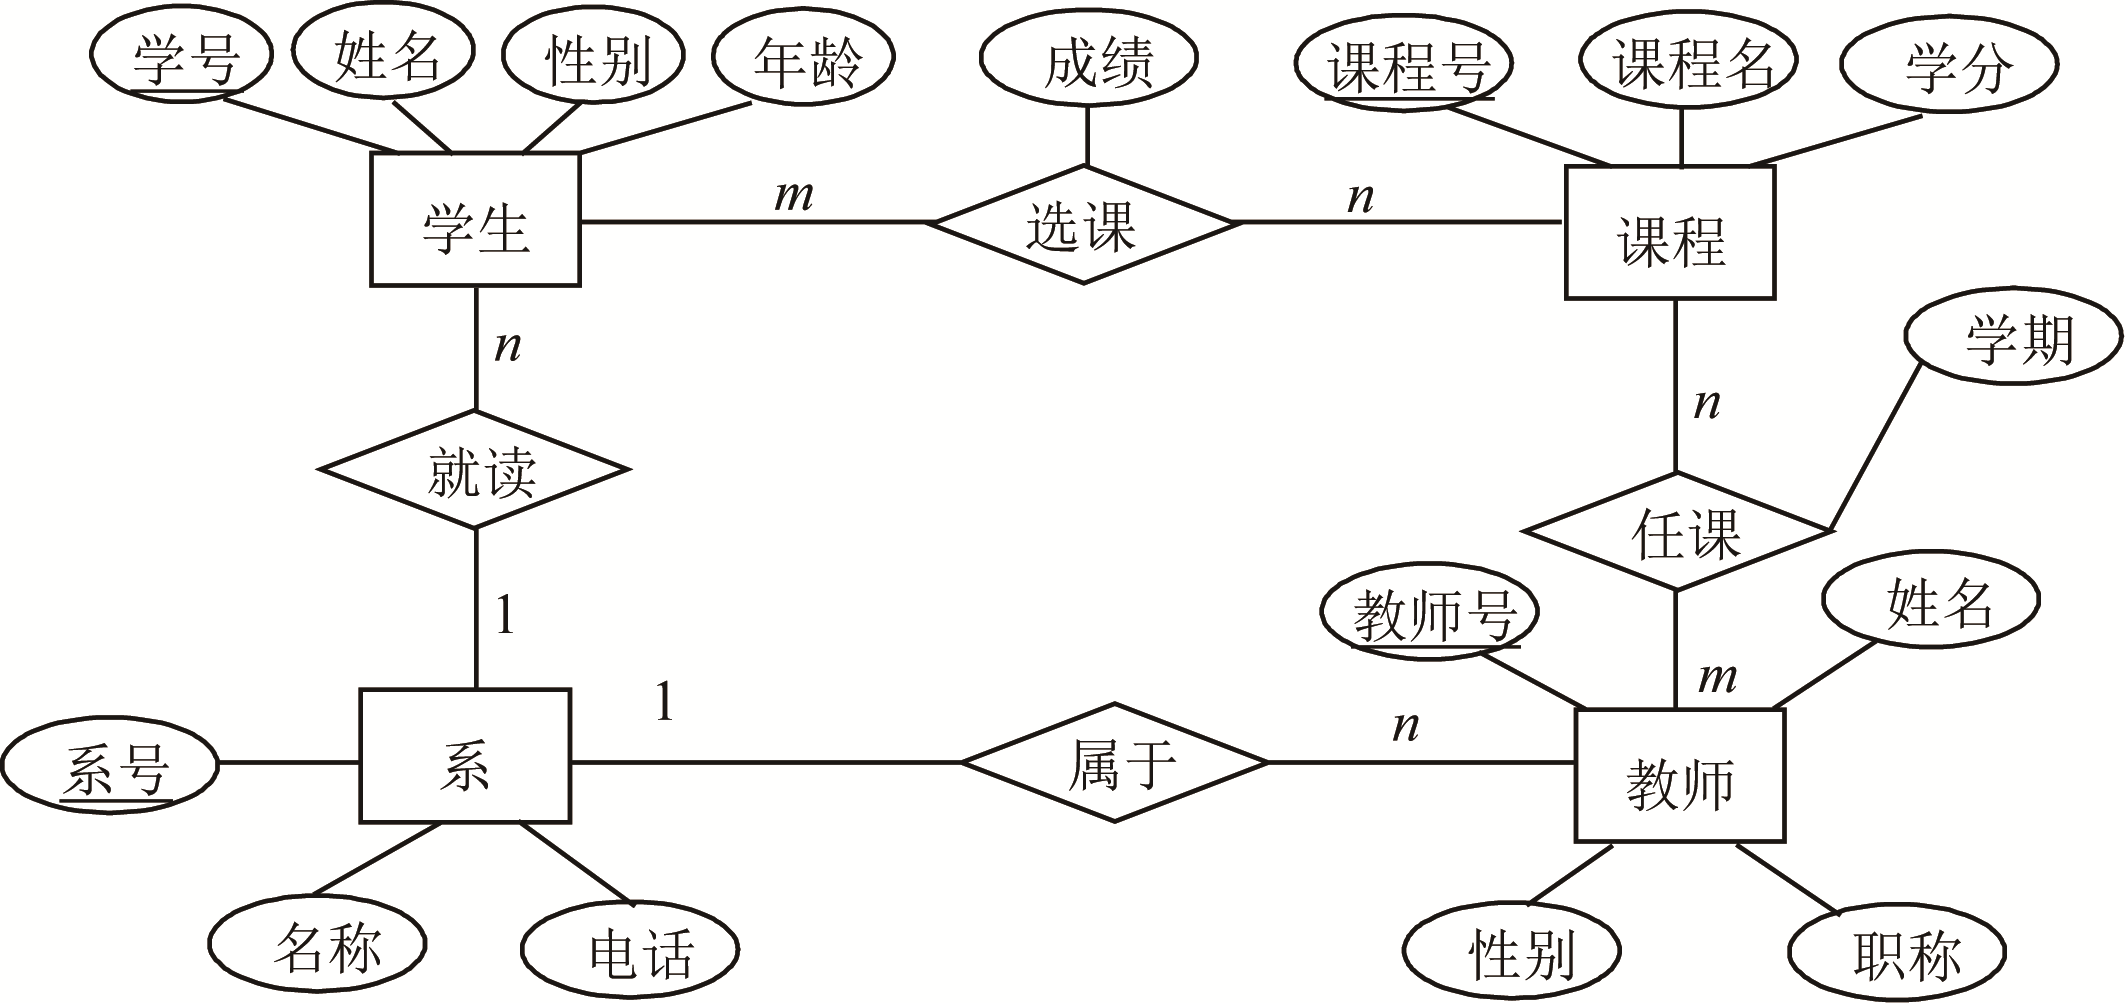 学号 姓名 性别 年龄 成绩 课程号 课程名 学分
学生 m 选课 n 课程
n
学期
n
就读
任课
1
教师号 姓名
m
1 n
系号 系 属于 教师
名称 电话 性别 职称